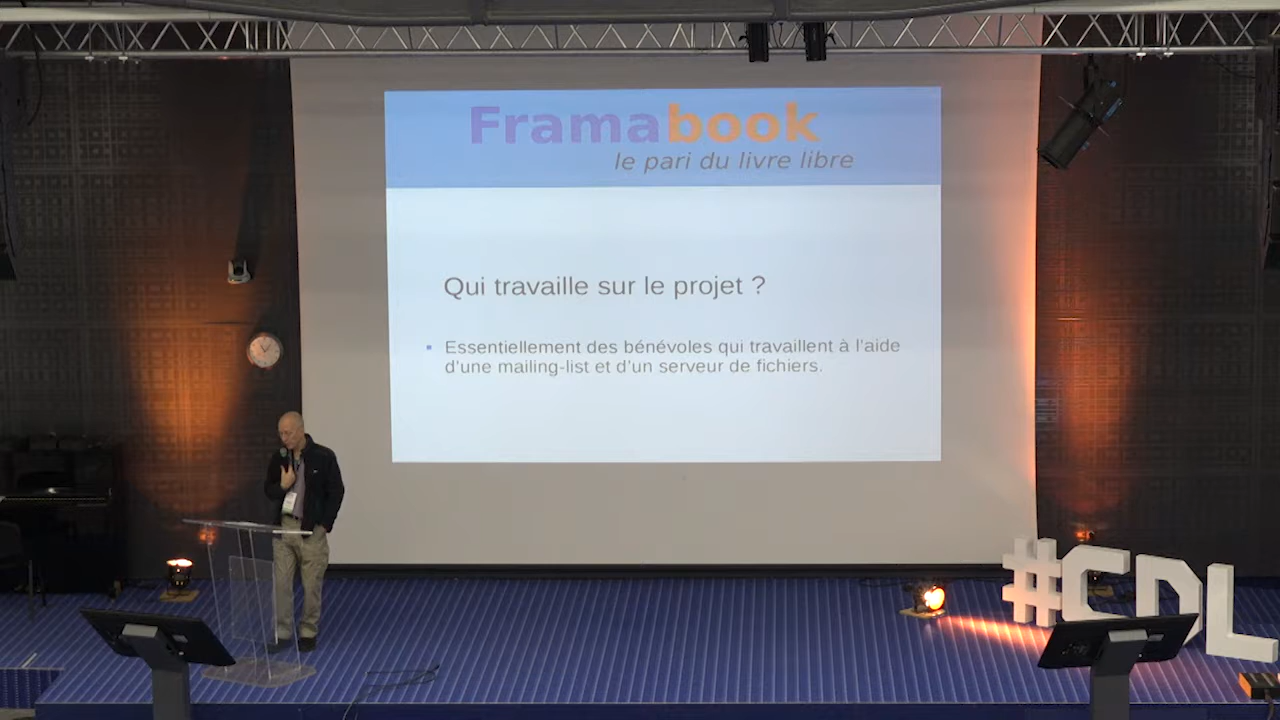 Framabook
le pari du livre libre
Qui travaille sur le projet ?
Essentiellement des bénévoles qui travaillent à l'aide
d'une mailing-list et d'un serveur de fichiers.
#CDL